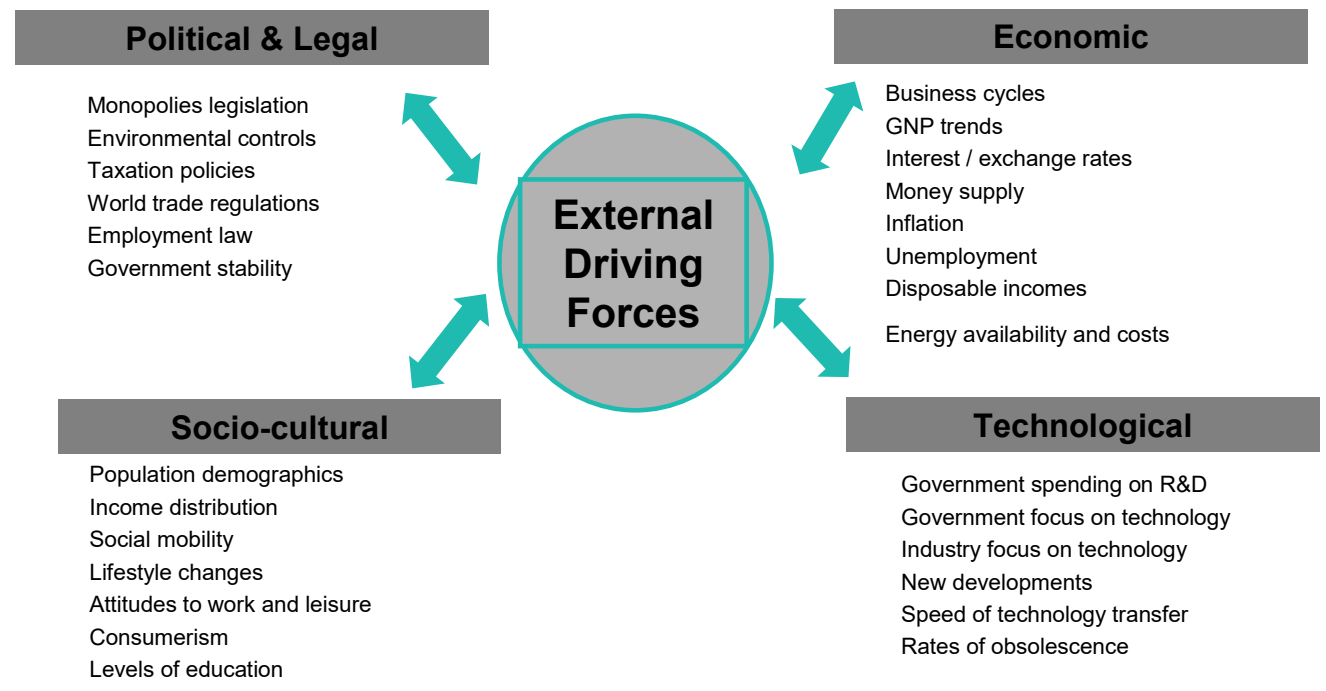 Political & Legal
Monopolies legislation
Environmental controls
Taxation policies
World trade regulations
Employment law
Government stability
Economic
Business cycles
GNP trends
Interest / exchange rates
Money supply
Inflation
Unemployment
Disposable incomes
Energy availability and costs
External
Driving
Forces
Socio-cultural
Population demographics
Income distribution
Social mobility
Lifestyle changes
Attitudes to work and leisure
Consumerism
Levels of education
Technological
Government spending on R&D
Government focus on technology
Industry focus on technology
New developments
Speed of technology transfer
Rates of obsolescence